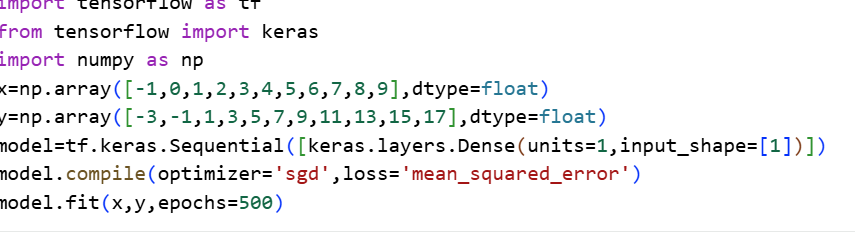 import tensorflow as tf
from tensorflow import keras
import numpy as np
x=np.array([-1,0,1,2,3,4,5,6,7,8,9],dtype=float)
y=np.array([-3,-1,1,3,5,7,9,11,13,15,17],dtype=float)
model=tf.keras.Sequential([keras.layers.Dense(units=1,input_shape=[1])])
model.compile(optimizer='sgd',loss='mean_squared_error')
model.fit(x,y,epochs=500)